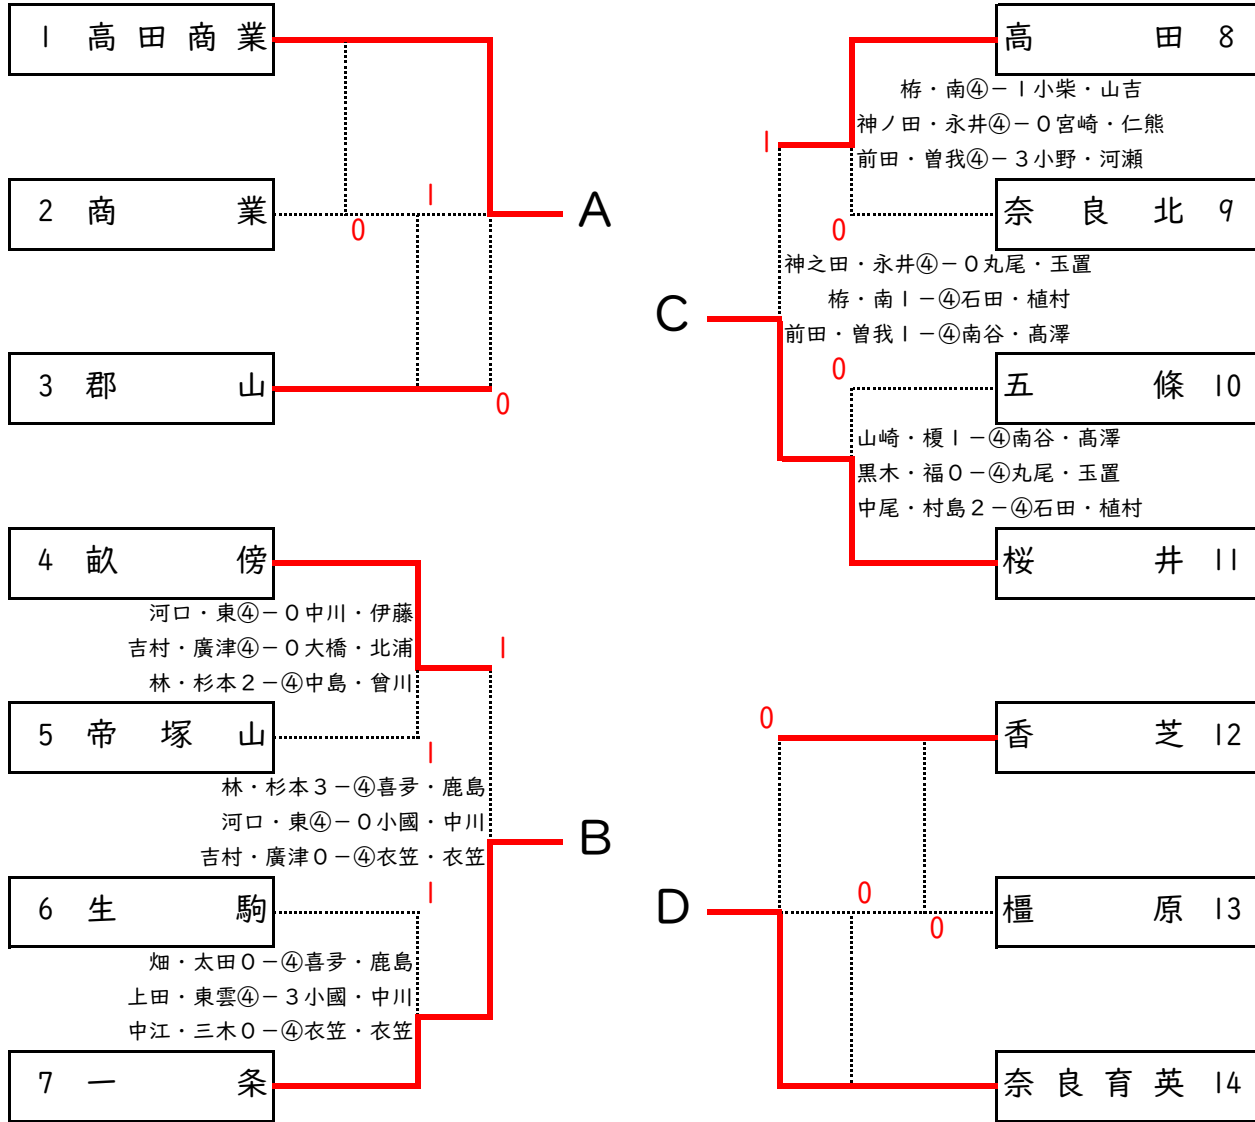 1 高田商業
2 商業
1
0
A
3 郡山
0
4 畝傍
河口・東④－０中川・伊藤
吉村・廣津④－０大橋・北浦
林・杉本２－④中島・曾川
1
5 帝塚山
1
林・杉本３－④喜夛・鹿島
河口・東④－０小國・中川
吉村・廣津０－④衣笠・衣笠
B
1
6 生駒
畑・太田０－④喜夛・鹿島
上田・東雲④－３小國・中川
中江・三木０－④衣笠・衣笠
7 一条
高田 8
栫・南④－１小柴・山吉
神ノ田・永井④－０宮崎・仁熊
前田・曽我④－３小野・河瀬
1
奈良北 9
0
神之田・永井④－０丸尾・玉置
栫・南１－④石田・植村
前田・曽我１－④南谷・髙澤
C
0
五條 10
山崎・榎１－④南谷・髙澤
黒木・福０－④丸尾・玉置
中尾・村島２－④石田・植村
桜井 11
0
香芝 12
D
0
0
橿原 13
奈良育英 14